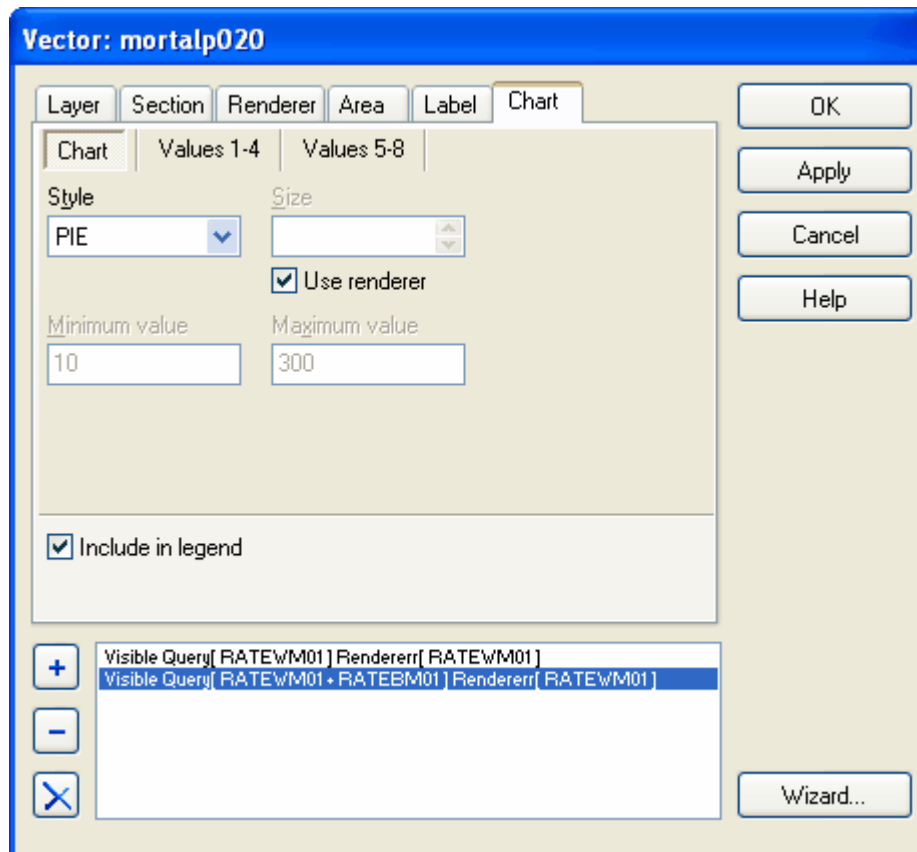 Vector: mortalp020
Layer Section Renderer Area Label Chart
OK
Chart Values 1-4 Values 5-8
Apply
Style Size
PIE
Cancel
Use renderer
Help
Minimum value Maximum value
10 300
Include in legend
+
Visible Query[ RATEWM01 ] Rendererr[ RATEWM01 ]
Visible Query[ RATEWM01 + RATEBM01 ] Rendererr[ RATEWM01 ]
-
Wizard...